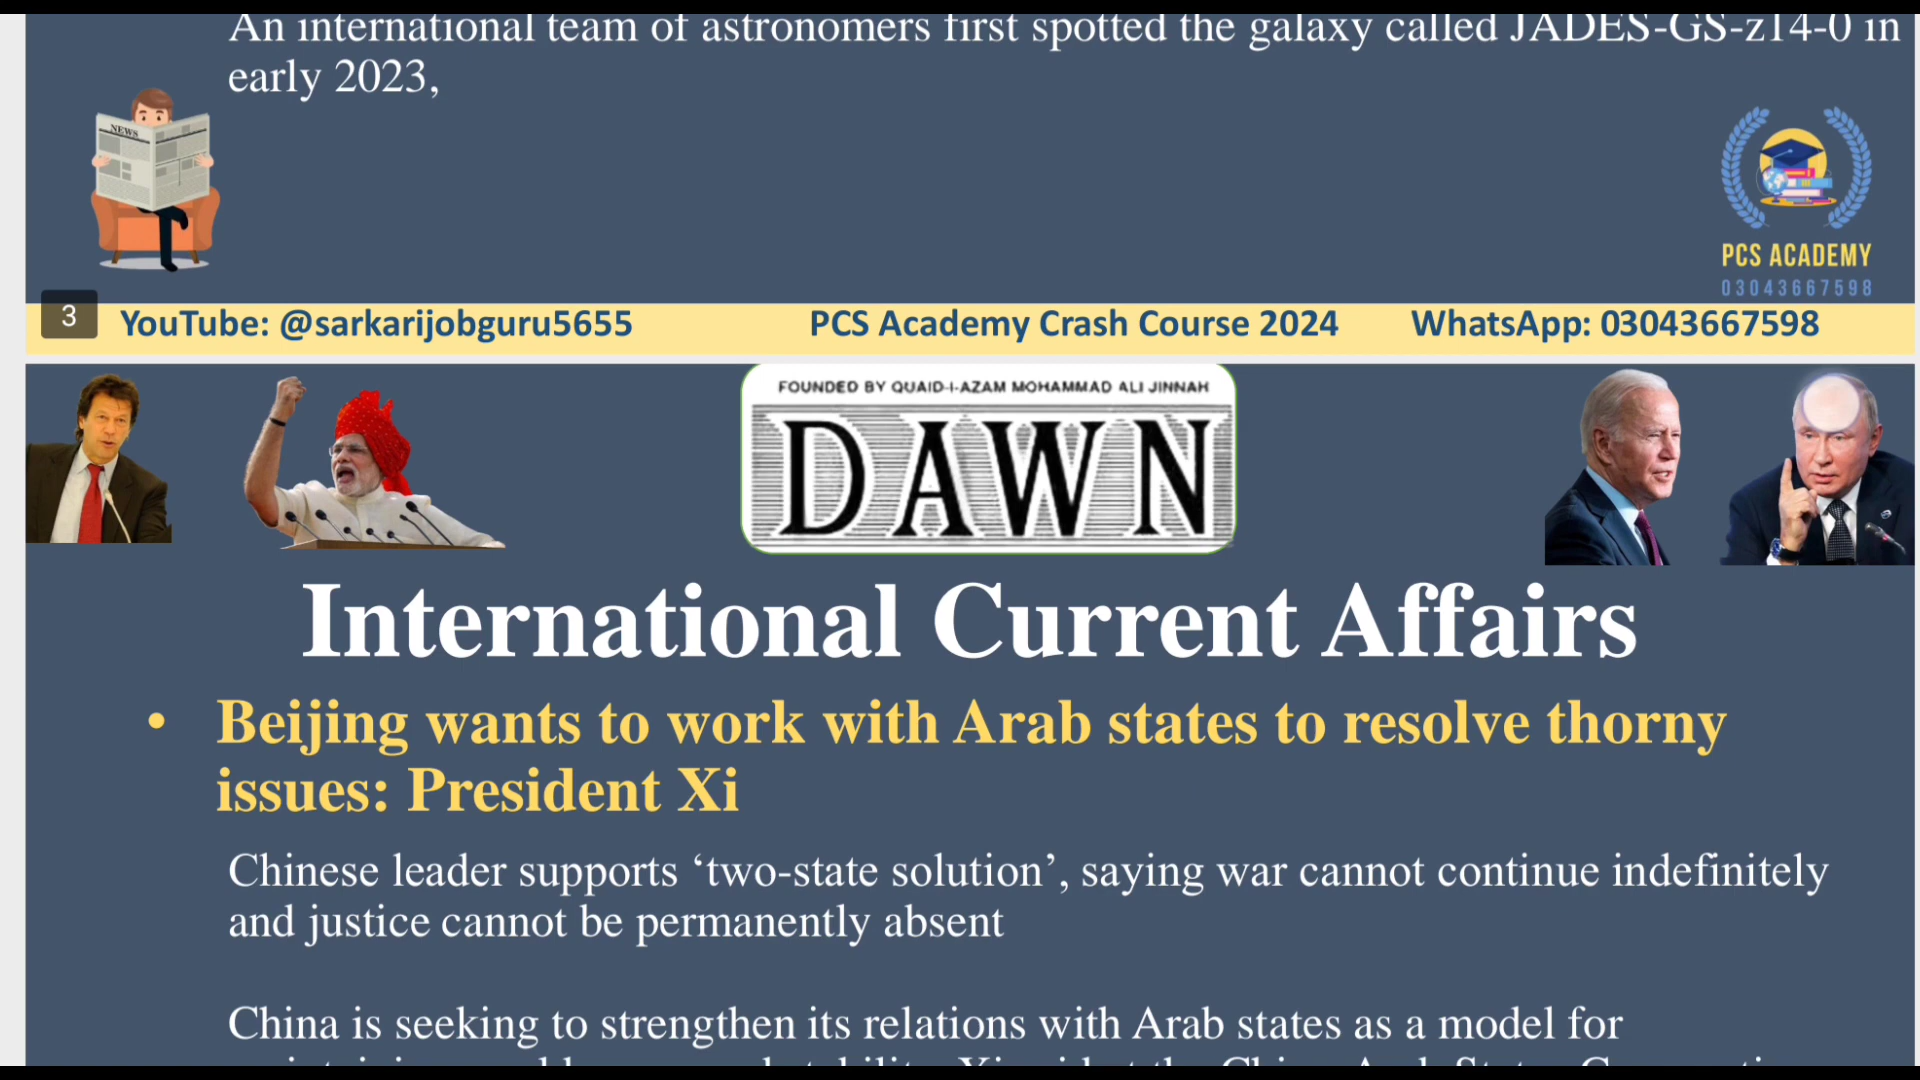 An international team of astronomers first spotted the galaxy called JADES-GS-z14-0 in
early 2023,
NEWS
PCS ACADEMY
03043667598
3
YouTube: @sarkarijobguru5655 PCS Academy Crash Course 2024 WhatsApp: 03043667598
FOUNDED BY QUAID-I-AZAM MOHAMMAD ALI JINNAH
DAWN
International Current Affairs
• Beijing wants to work with Arab states to resolve thorny
issues: President Xi
Chinese leader supports ‘two-state solution’, saying war cannot continue indefinitely
and justice cannot be permanently absent
China is seeking to strengthen its relations with Arab states as a model for